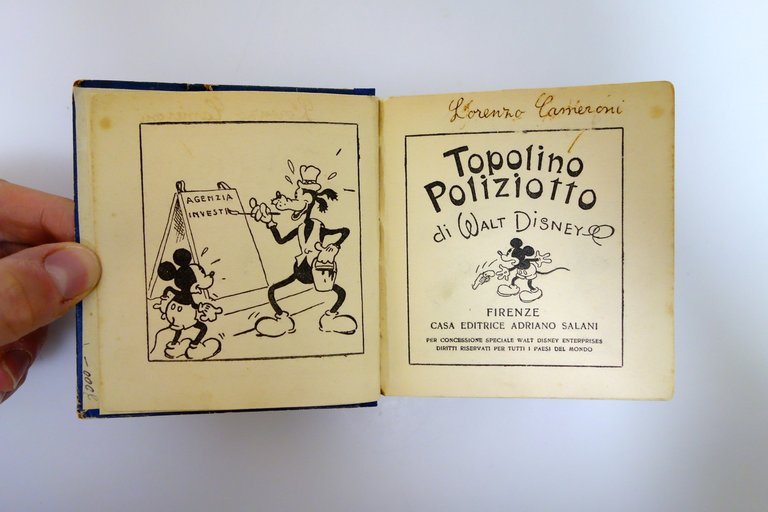 AGENZIA
INVESTI
Lorenzo Cameroni
Topolino
Poliziotto
di WALT DISNEY
FIRENZE
CASA EDITRICE ADRIANO SALANI
PER CONCESSIONE SPECIALE WALT DISNEY ENTERPRISES
DIRITTI RISERVATI PER TUTTI I PAESI DEL MONDO